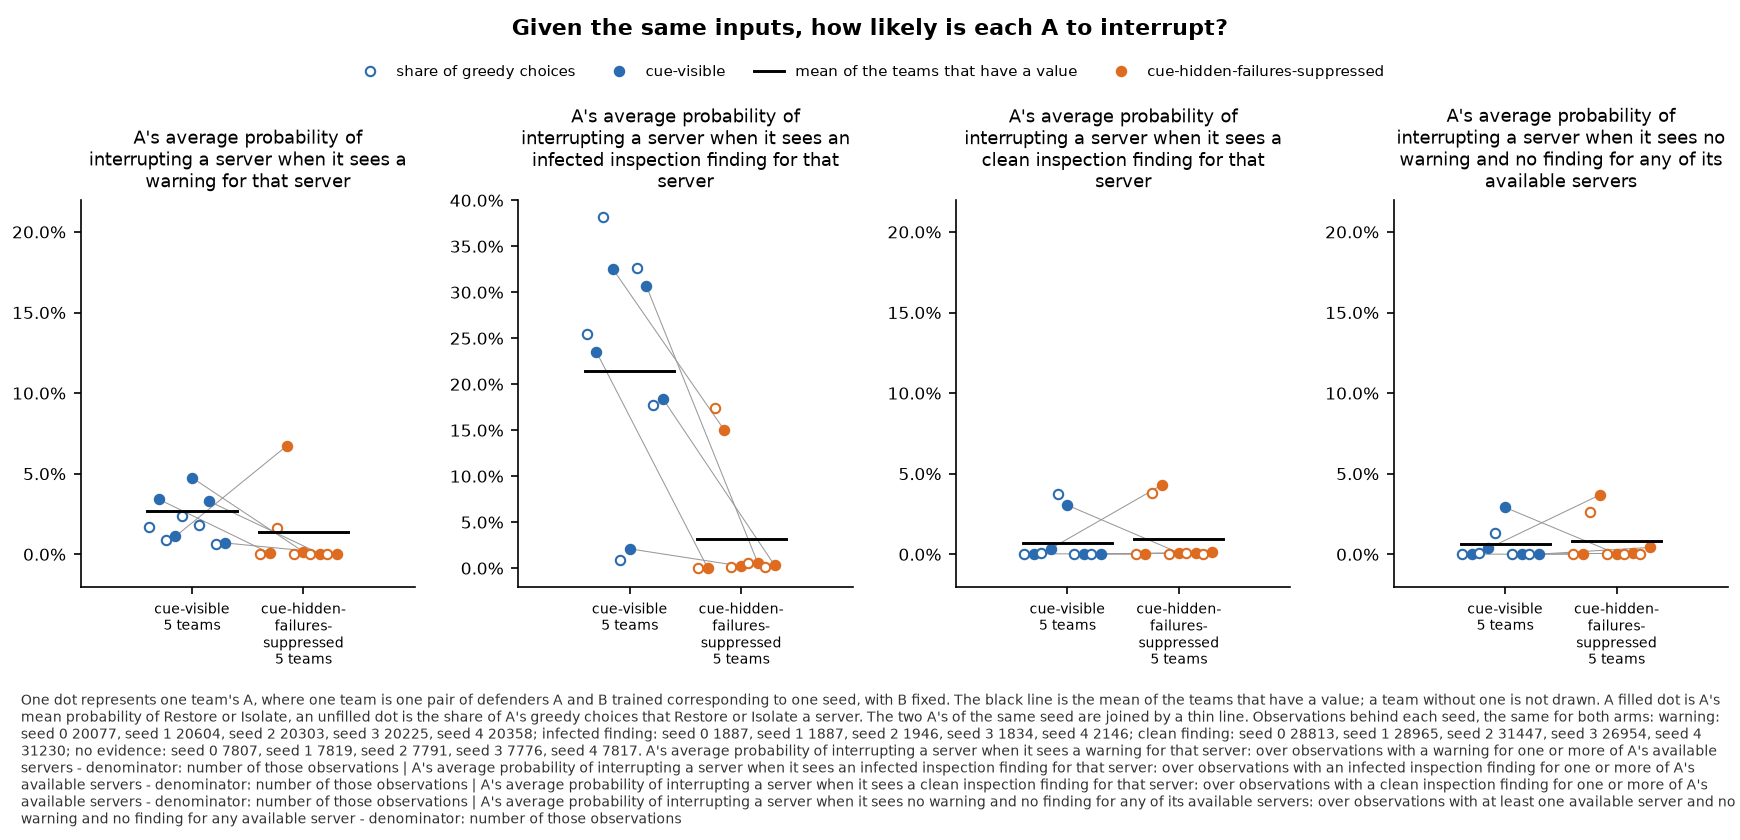 Given the same inputs, how likely is each A to interrupt?
share of greedy choices
cue-visible
mean of the teams that have a value
cue-hidden-failures-suppressed
A's average probability of
interrupting a server when it sees a
warning for that server
20.0%
15.0%
10.0%
5.0%
0.0%
cue-visible
5 teams
cue-hidden-
failures-
suppressed
5 teams
A's average probability of
interrupting a server when it sees an
infected inspection finding for that
server
40.0%
35.0%
30.0%
25.0%
20.0%
15.0%
10.0%
5.0%
0.0%
cue-visible
5 teams
cue-hidden-
failures-
suppressed
5 teams
A's average probability of
interrupting a server when it sees a
clean inspection finding for that
server
20.0%
15.0%
10.0%
5.0%
0.0%
cue-visible
5 teams
cue-hidden-
failures-
suppressed
5 teams
A's average probability of
interrupting a server when it sees no
warning and no finding for any of its
available servers
20.0%
15.0%
10.0%
5.0%
0.0%
cue-visible
5 teams
cue-hidden-
failures-
suppressed
5 teams
One dot represents one team's A, where one team is one pair of defenders A and B trained corresponding to one seed, with B fixed. The black line is the mean of the teams that have a value; a team without one is not drawn. A filled dot is A's
mean probability of Restore or Isolate, an unfilled dot is the share of A's greedy choices that Restore or Isolate a server. The two A's of the same seed are joined by a thin line. Observations behind each seed, the same for both arms: warning:
seed 0 20077, seed 1 20604, seed 2 20303, seed 3 20225, seed 4 20358; infected finding: seed 0 1887, seed 1 1887, seed 2 1946, seed 3 1834, seed 4 2146; clean finding: seed 0 28813, seed 1 28965, seed 2 31447, seed 3 26954, seed 4
31230; no evidence: seed 0 7807, seed 1 7819, seed 2 7791, seed 3 7776, seed 4 7817. A's average probability of interrupting a server when it sees a warning for that server: over observations with a warning for one or more of A's available
servers - denominator: number of those observations | A's average probability of interrupting a server when it sees an infected inspection finding for that server: over observations with an infected inspection finding for one or more of A's
available servers - denominator: number of those observations | A's average probability of interrupting a server when it sees a clean inspection finding for that server: over observations with a clean inspection finding for one or more of A's
available servers - denominator: number of those observations | A's average probability of interrupting a server when it sees no warning and no finding for any of its available servers: over observations with at least one available server and no
warning and no finding for any available server - denominator: number of those observations